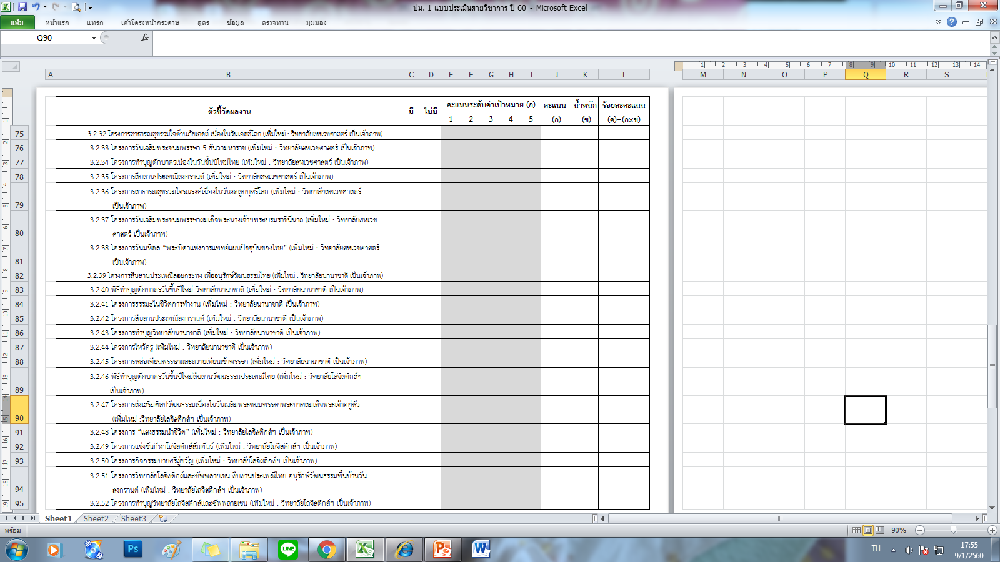 ปม. 1 แบบประเมินสายวิชาการ ปี 60 - Microsoft Excel
แฟ้ม หน้าแรก แทรก เค้าโครงหน้ากระดาษ สูตร ข้อมูล ตรวจทาน มุมมอง
Q90 fx
1 2 3 4 5 6 7 8 9 10 11 12 13 14
A B C D E F G H I J K L M N O P Q R S T
ตัวชี้วัดผลงาน มี ไม่มี คะแนนระดับค่าเป้าหมาย (ก) คะแนน น้ำหนัก ร้อยละคะแนน
1 2 3 4 5 (ก) (ข) (ค)=(กxข)
75 3.2.32 โครงการสาธารณสุขรวมใจต้านภัยเอดส์ เนื่องในวันเอดส์โลก (เพิ่มใหม่ : วิทยาลัยสหเวชศาสตร์ เป็นเจ้าภาพ)
76 3.2.33 โครงการวันเฉลิมพระชนมพรรษา 5 ธันวามหาราช (เพิ่มใหม่ : วิทยาลัยสหเวชศาสตร์ เป็นเจ้าภาพ)
77 3.2.34 โครงการทำบุญตักบาตรเนื่องในวันขึ้นปีใหม่ไทย (เพิ่มใหม่ : วิทยาลัยสหเวชศาสตร์ เป็นเจ้าภาพ)
78 3.2.35 โครงการสืบสานประเพณีสงกรานต์ (เพิ่มใหม่ : วิทยาลัยสหเวชศาสตร์ เป็นเจ้าภาพ)
3.2.36 โครงการสาธารณสุขรวมใจรณรงค์เนื่องในวันงดสูบบุหรี่โลก (เพิ่มใหม่ : วิทยาลัยสหเวชศาสตร์
79 เป็นเจ้าภาพ)
3.2.37 โครงการวันเฉลิมพระชนมพรรษาสมเด็จพระนางเจ้าฯพระบรมราชินีนาถ (เพิ่มใหม่ : วิทยาลัยสหเวช-
80 ศาสตร์ เป็นเจ้าภาพ)
3.2.38 โครงการวันมหิดล “พระบิดาแห่งการแพทย์แผนปัจจุบันของไทย” (เพิ่มใหม่ : วิทยาลัยสหเวชศาสตร์
81 เป็นเจ้าภาพ)
82 3.2.39 โครงการสืบสานประเพณีลอยกระทง เพื่ออนุรักษ์วัฒนธรรมไทย (เพิ่มใหม่ : วิทยาลัยนานาชาติ เป็นเจ้าภาพ)
83 3.2.40 พิธีทำบุญตักบาตรวันขึ้นปีใหม่ วิทยาลัยนานาชาติ (เพิ่มใหม่ : วิทยาลัยนานาชาติ เป็นเจ้าภาพ)
84 3.2.41 โครงการธรรมะในชีวิตการทำงาน (เพิ่มใหม่ : วิทยาลัยนานาชาติ เป็นเจ้าภาพ)
85 3.2.42 โครงการสืบสานประเพณีสงกรานต์ (เพิ่มใหม่ : วิทยาลัยนานาชาติ เป็นเจ้าภาพ)
86 3.2.43 โครงการทำบุญวิทยาลัยนานาชาติ (เพิ่มใหม่ : วิทยาลัยนานาชาติ เป็นเจ้าภาพ)
87 3.2.44 โครงการไหว้ครู (เพิ่มใหม่ : วิทยาลัยนานาชาติ เป็นเจ้าภาพ)
88 3.2.45 โครงการหล่อเทียนพรรษาและถวายเทียนเข้าพรรษา (เพิ่มใหม่ : วิทยาลัยนานาชาติ เป็นเจ้าภาพ)
3.2.46 พิธีทำบุญตักบาตรวันขึ้นปีใหม่สืบสานวัฒนธรรมประเพณีไทย (เพิ่มใหม่ : วิทยาลัยโลจิสติกส์ฯ
89 เป็นเจ้าภาพ)
3.2.47 โครงการส่งเสริมศิลปวัฒนธรรมเนื่องในวันเฉลิมพระชนมพรรษาพระบาทสมเด็จพระเจ้าอยู่หัว
90 (เพิ่มใหม่ :วิทยาลัยโลจิสติกส์ฯ เป็นเจ้าภาพ)
91 3.2.48 โครงการ “แสงธรรมนำชีวิต” (เพิ่มใหม่ : วิทยาลัยโลจิสติกส์ฯ เป็นเจ้าภาพ)
92 3.2.49 โครงการแข่งขันกีฬาโลจิสติกส์สัมพันธ์ (เพิ่มใหม่ : วิทยาลัยโลจิสติกส์ฯ เป็นเจ้าภาพ)
93 3.2.50 โครงการกิจกรรมบายศรีสู่ขวัญ (เพิ่มใหม่ : วิทยาลัยโลจิสติกส์ฯ เป็นเจ้าภาพ)
3.2.51 โครงการวิทยาลัยโลจิสติกส์และซัพพลายเชน สืบสานประเพณีไทย อนุรักษ์วัฒนธรรมพื้นบ้านวัน
94 สงกรานต์ (เพิ่มใหม่ : วิทยาลัยโลจิสติกส์ฯ เป็นเจ้าภาพ)
95 3.2.52 โครงการทำบุญวิทยาลัยโลจิสติกส์และซัพพลายเชน (เพิ่มใหม่ : วิทยาลัยโลจิสติกส์ฯ เป็นเจ้าภาพ)
Sheet1 Sheet2 Sheet3
พร้อม 90%
Ps LINE TH 17:55
9/1/2560